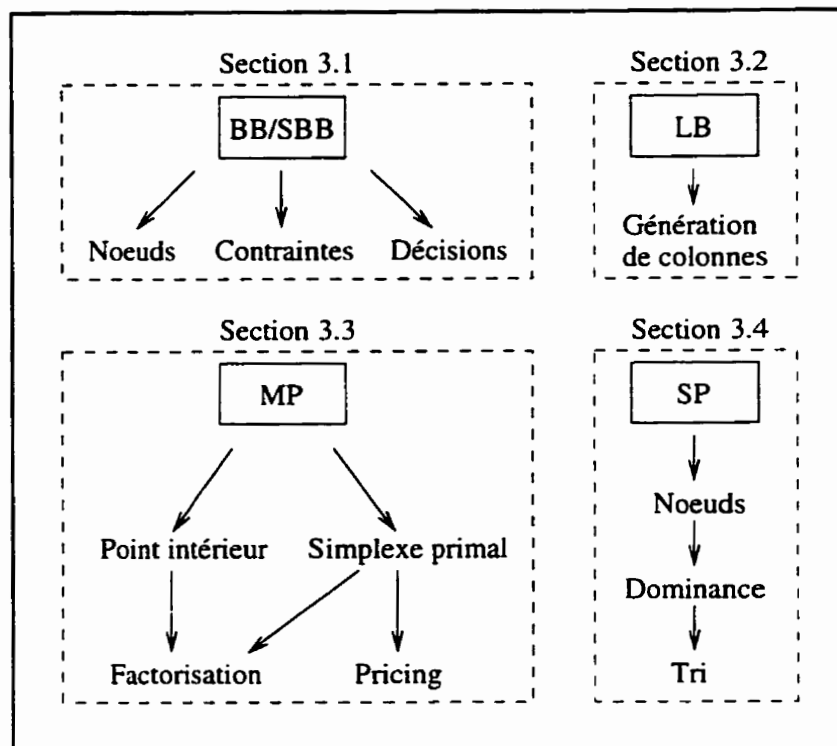 Section 3.1
BB/SBB
Noeuds Contraintes Décisions
Section 3.2
LB
Génération
de colonnes
Section 3.3
MP
Point intérieur Simplexe primal
Factorisation Pricing
Section 3.4
SP
Noeuds
Dominance
Tri